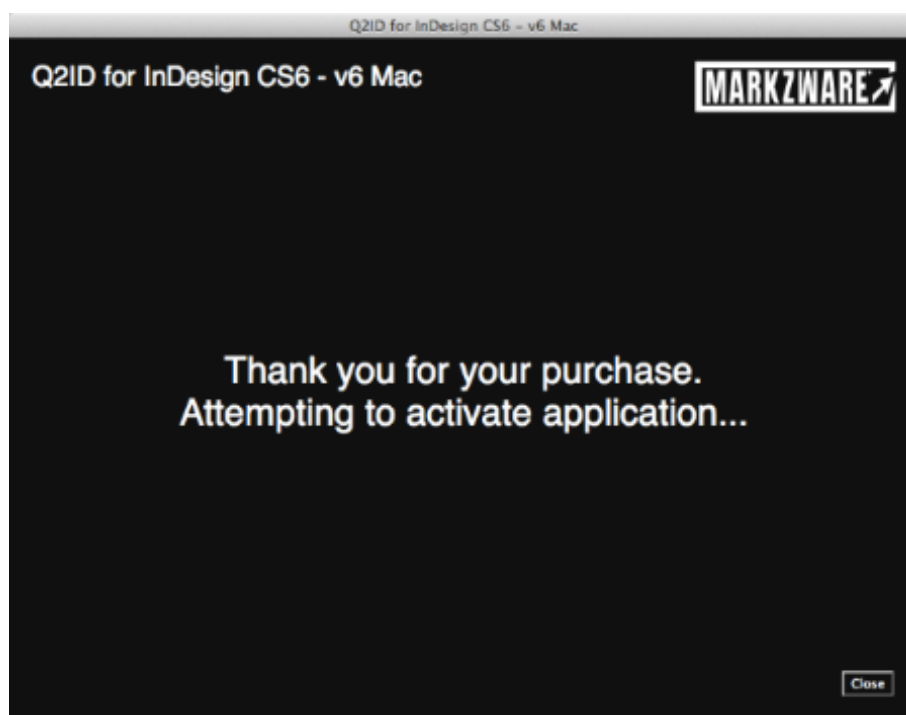 Q2ID for InDesign CS6 - v6 Mac
Q2ID for InDesign CS6 - v6 Mac
MARKZWARE
Thank you for your purchase.
Attempting to activate application...
Close